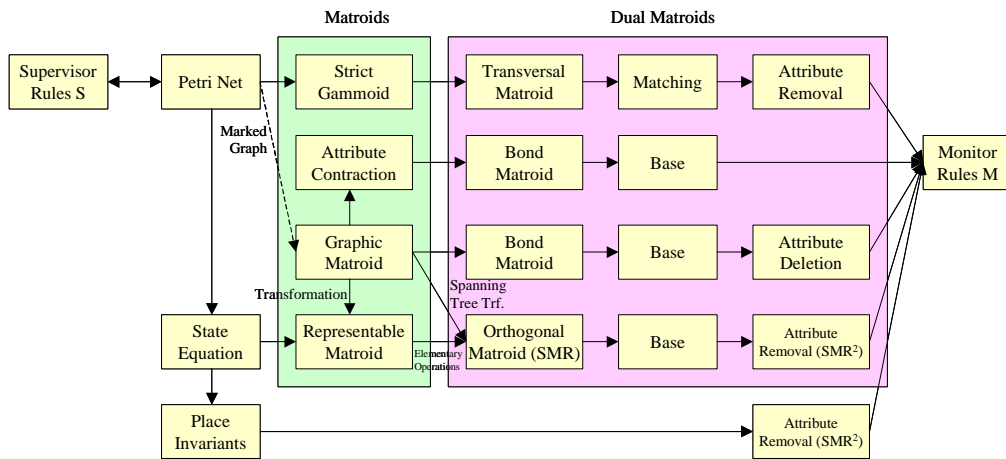 Matroids
Dual Matroids
Supervisor
Rules S
Petri Net
Strict
Gammoid
Transversal
Matroid
Matching
Attribute
Removal
Marked
Graph
Attribute
Contraction
Bond
Matroid
Base
Monitor
Rules M
Graphic
Matroid
Bond
Matroid
Base
Attribute
Deletion
Transformation
Spanning
Tree Trf.
State
Equation
Representable
Matroid
Elementary
Operations
Orthogonal
Matroid (SMR)
Base
Attribute
Removal (SMR²)
Place
Invariants
Attribute
Removal (SMR²)